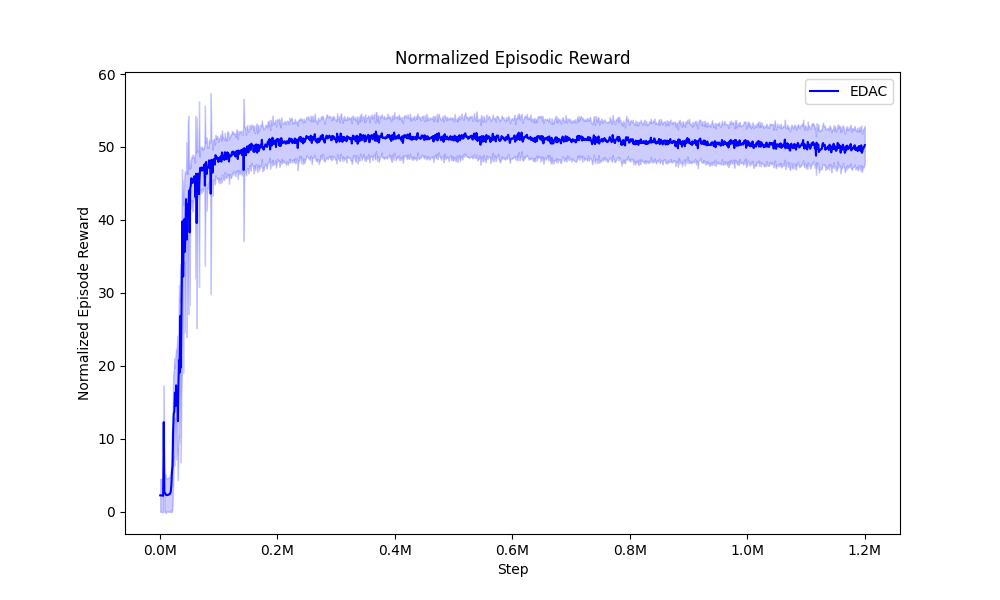 Normalized Episodic Reward
EDAC
Normalized Episode Reward
60
50
40
30
20
10
0
0.0M 0.2M 0.4M 0.6M 0.8M 1.0M 1.2M
Step